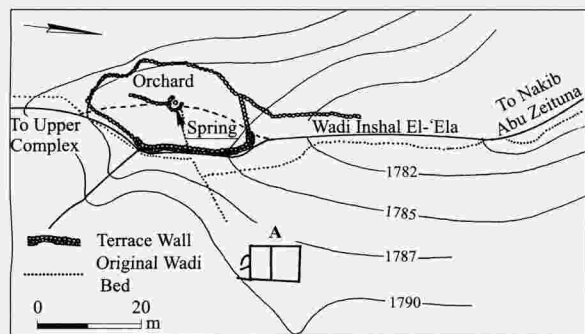 Orchard
Spring
To Upper
Complex
Wadi Inshal El-'Ela
To Nakib
Abu Zeituna
1782
1785
1787
1790
A
Terrace Wall
Original Wadi
Bed
0 20
m